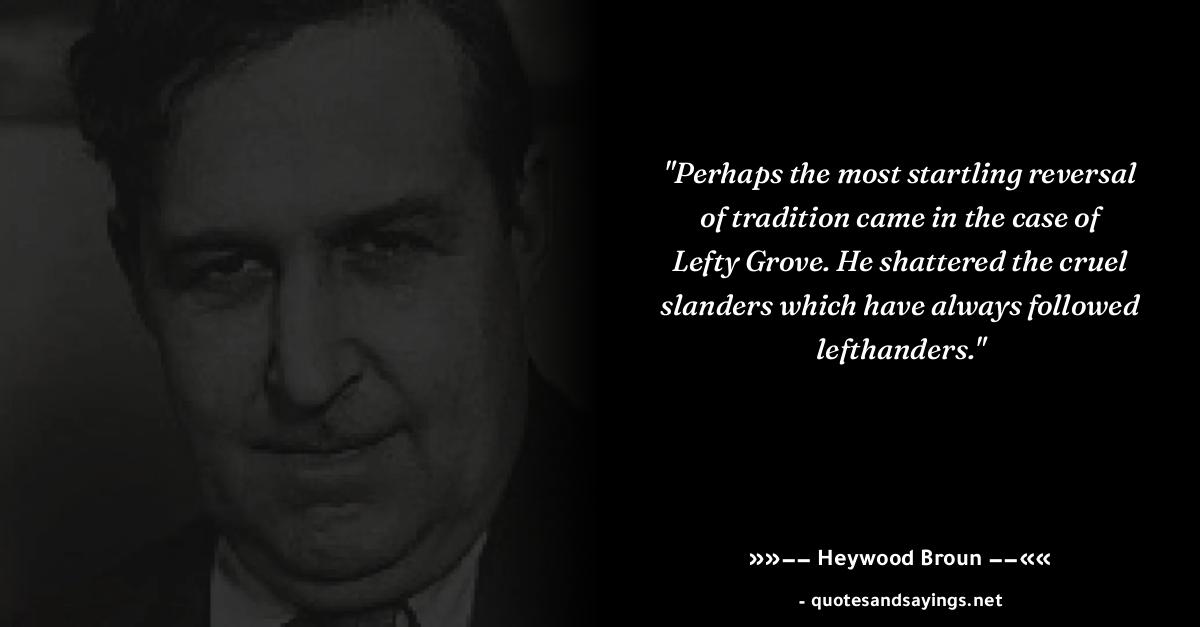 "Perhaps the most startling reversal
of tradition came in the case of
Lefty Grove. He shattered the cruel
slanders which have always followed
lefthanders."
»»—— Heywood Broun ——««
- quotesandsayings.net